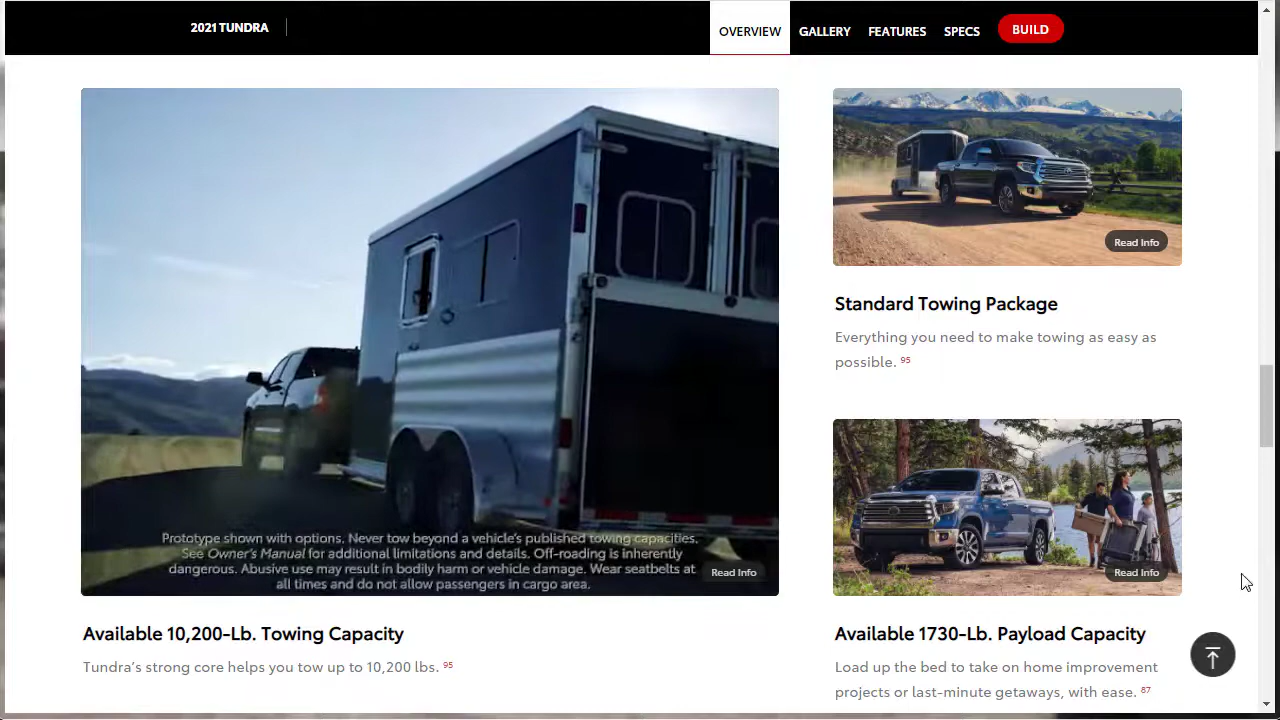 2021 TUNDRA
OVERVIEW
GALLERY
FEATURES
SPECS
BUILD
Prototype shown with options. Never tow beyond a vehicle's published towing capacities.
See Owner's Manual for additional limitations and details. Off-roading is inherently
dangerous. Abusive use may result in bodily harm or vehicle damage. Wear seatbelts at
all times and do not allow passengers in cargo area.
Read Info
Available 10,200-Lb. Towing Capacity
Tundra's strong core helps you tow up to 10,200 lbs. 95
Read Info
Standard Towing Package
Everything you need to make towing as easy as
possible. 95
Read Info
Available 1730-Lb. Payload Capacity
Load up the bed to take on home improvement
projects or last-minute getaways, with ease. 87